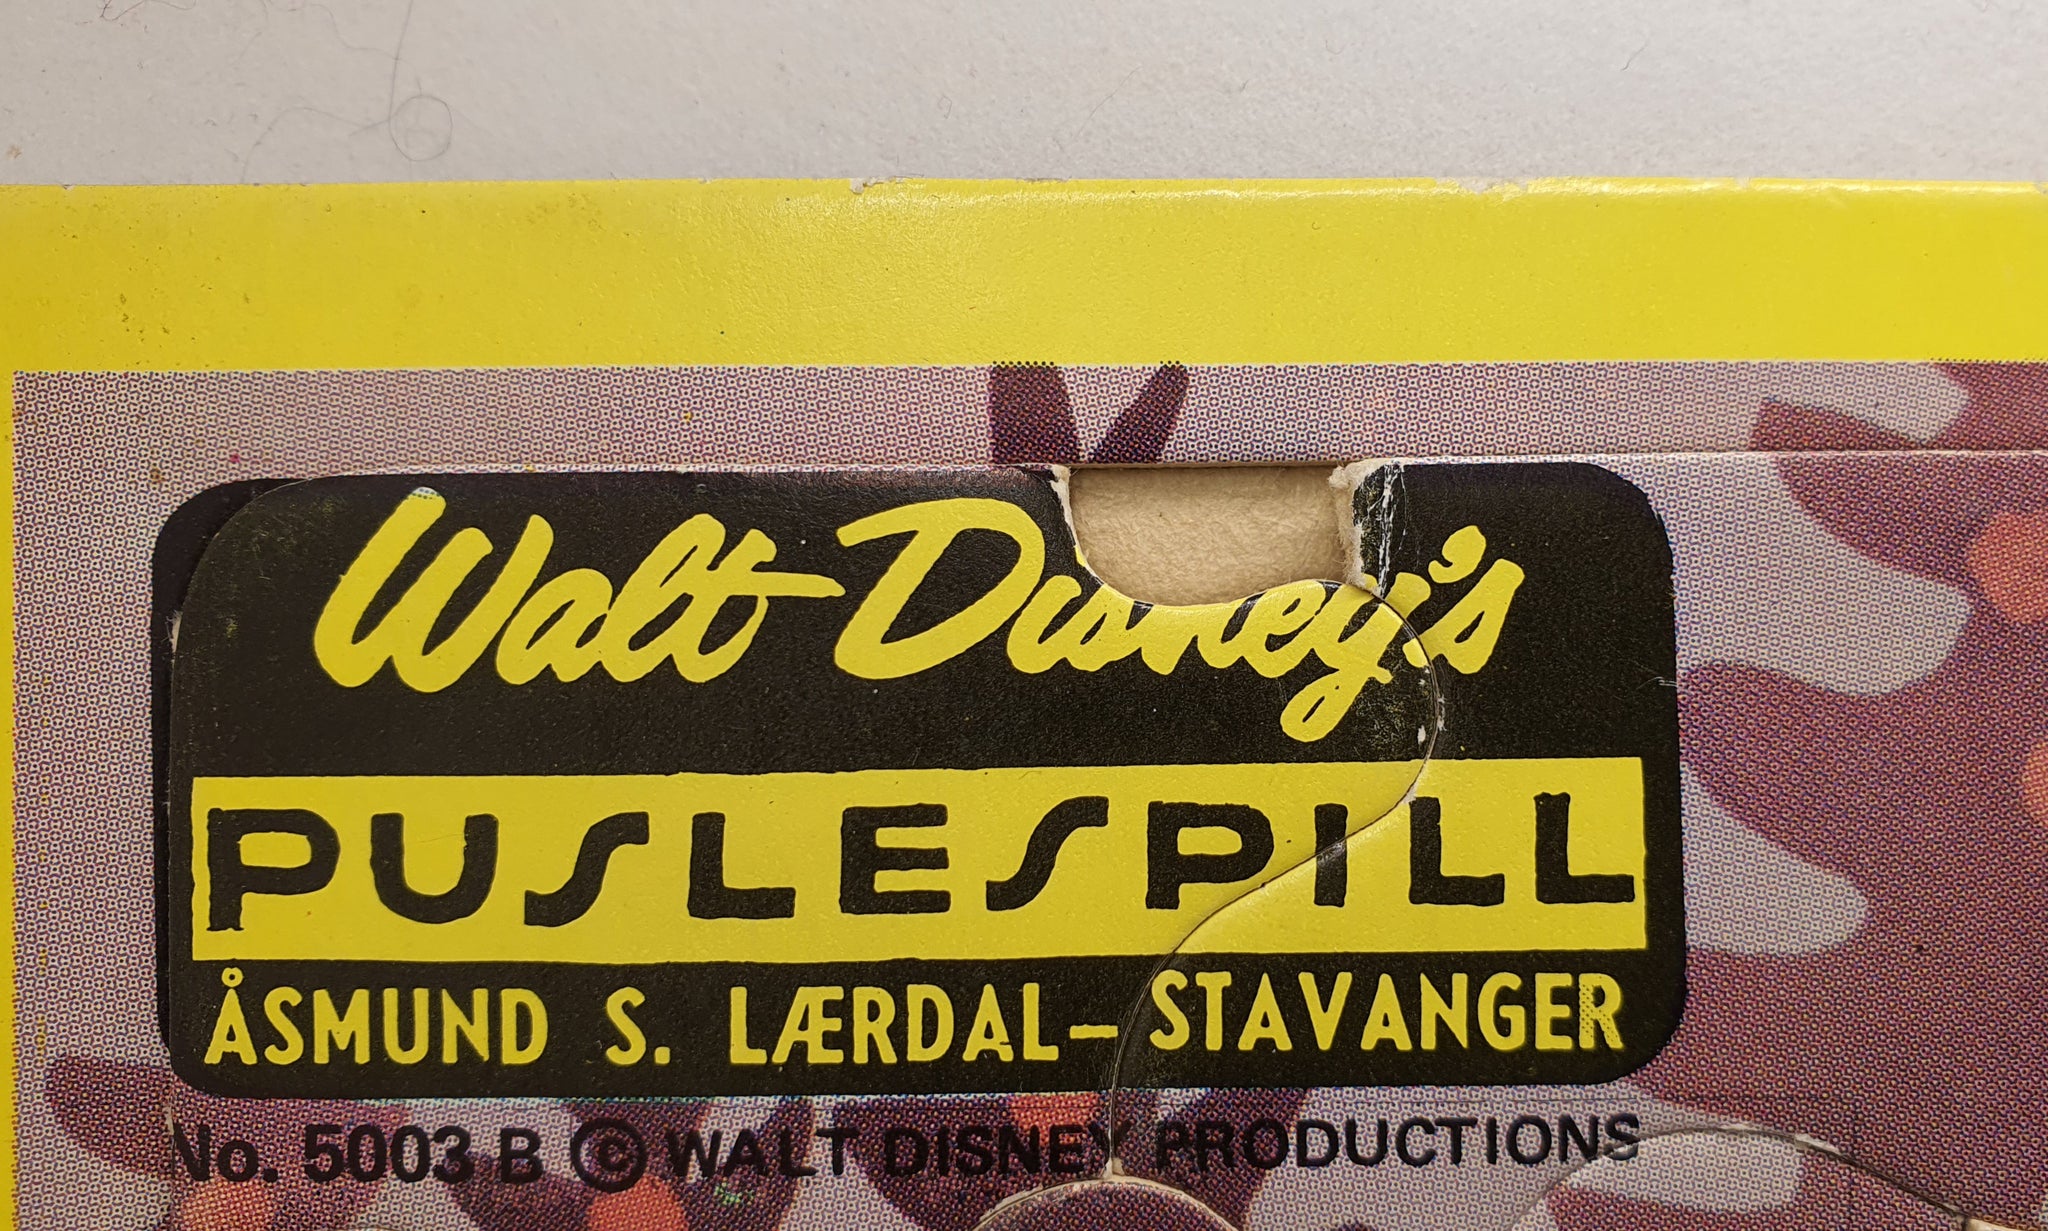 Walt Disney's
PUSLESPILL
ÅSMUND S. LÆRDAL – STAVANGER
No. 5003 B © WALT DISNEY PRODUCTIONS